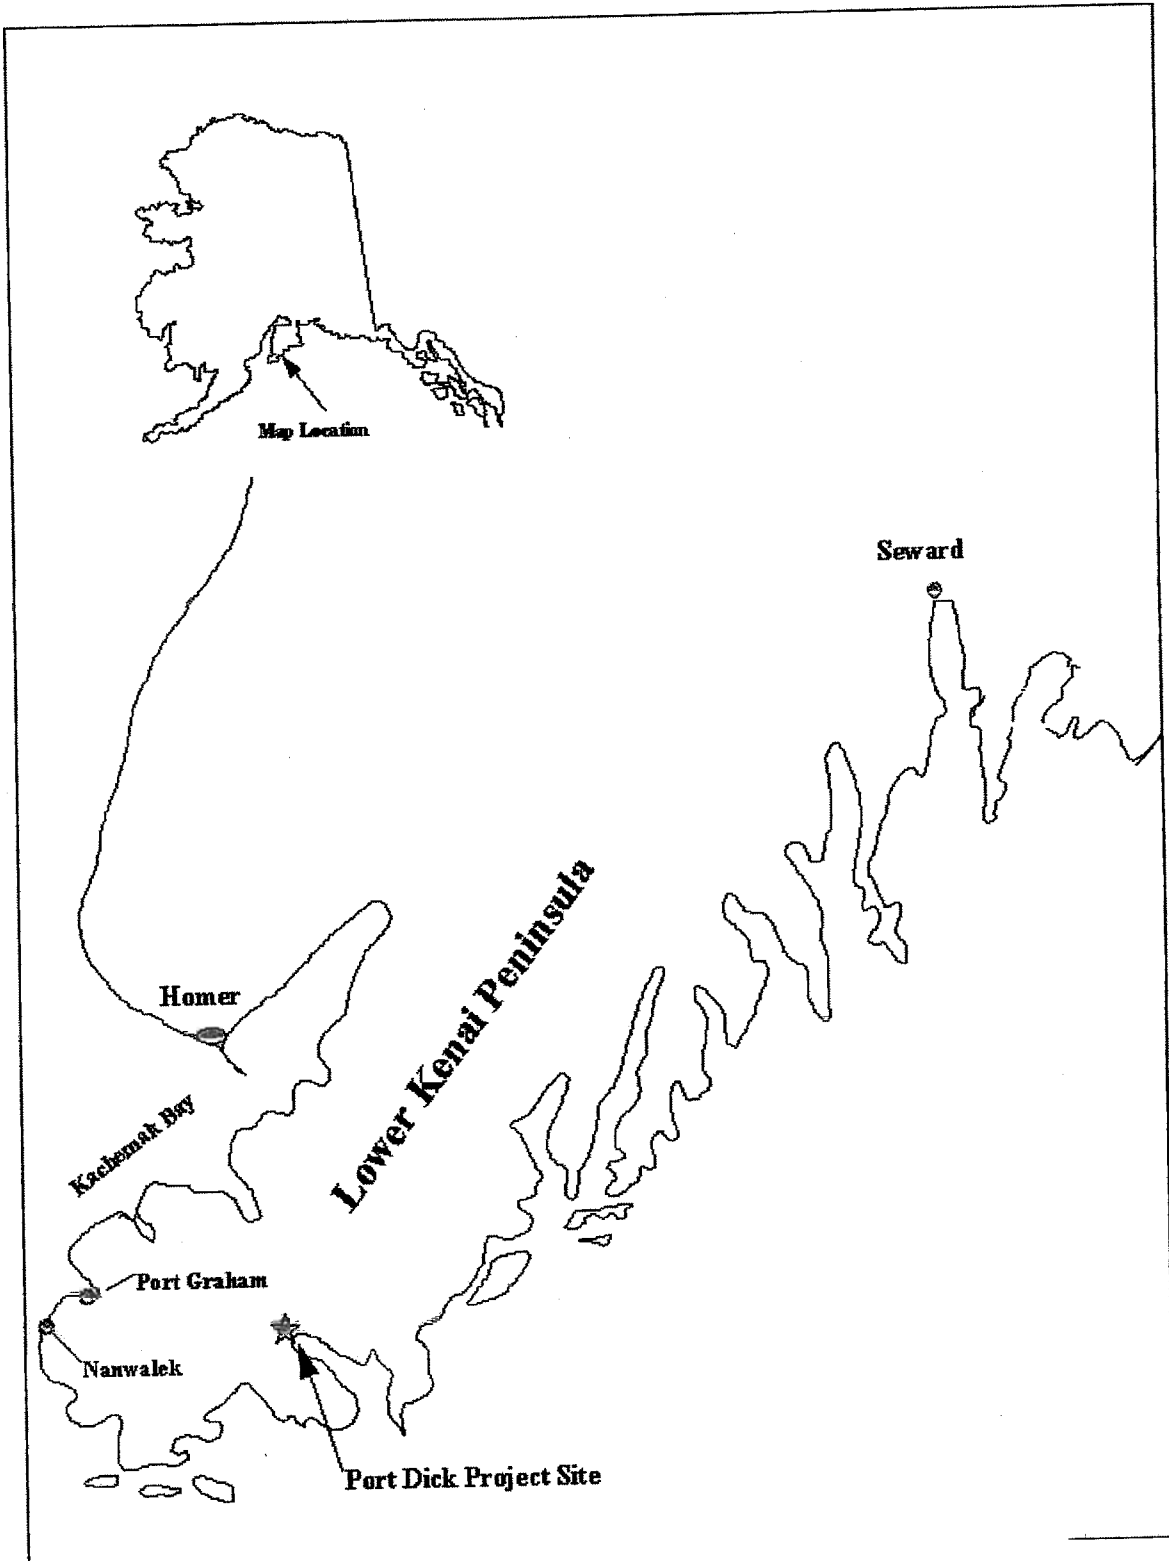 Map Location
Seward
Lower Kenai Peninsula
Homer
Kachemak Bay
Port Graham
Nanwalek
Port Dick Project Site